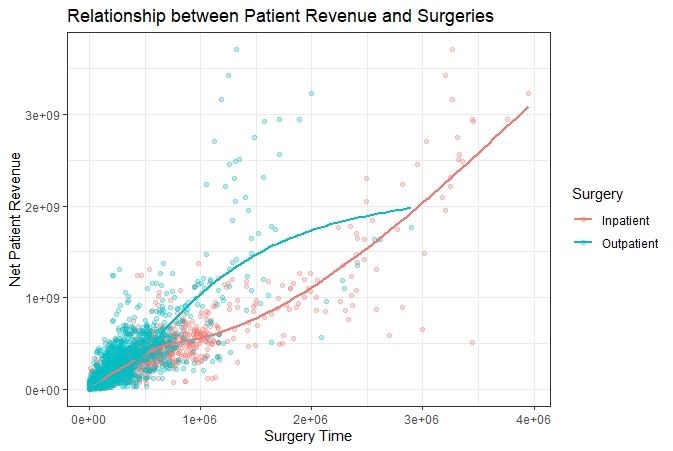 Relationship between Patient Revenue and Surgeries
Net Patient Revenue
3e+09
2e+09
1e+09
0e+00
0e+00 1e+06 2e+06 3e+06 4e+06
Surgery Time
Surgery
Inpatient
Outpatient